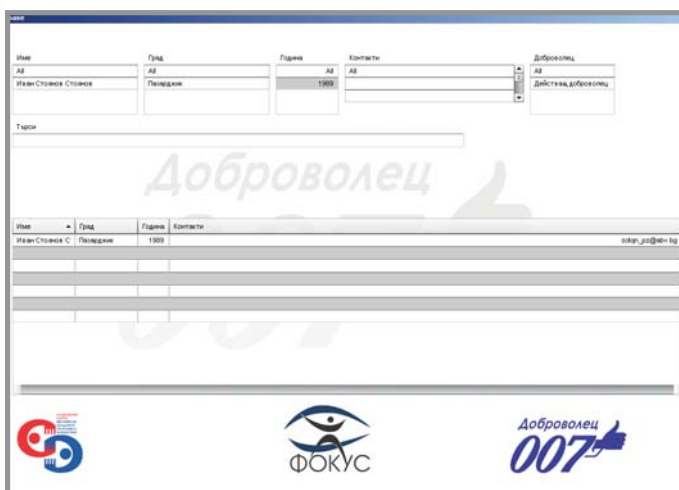 Име Град Година Контакти Доброволец
All All All All All
Иван Стоянов Стоянов Пазарджик 1989 Действащ доброволец
Търси
Доброволец
007
Име Град Година Контакти
Иван Стоянов С Пазарджик 1989
ФОКУС
Доброволец
007